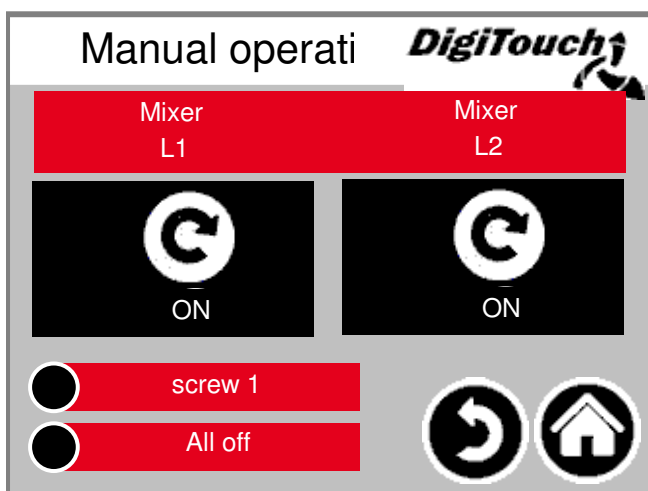 Manual operati
DigiTouch
Mixer
L1
Mixer
L2
ON
ON
screw 1
All off